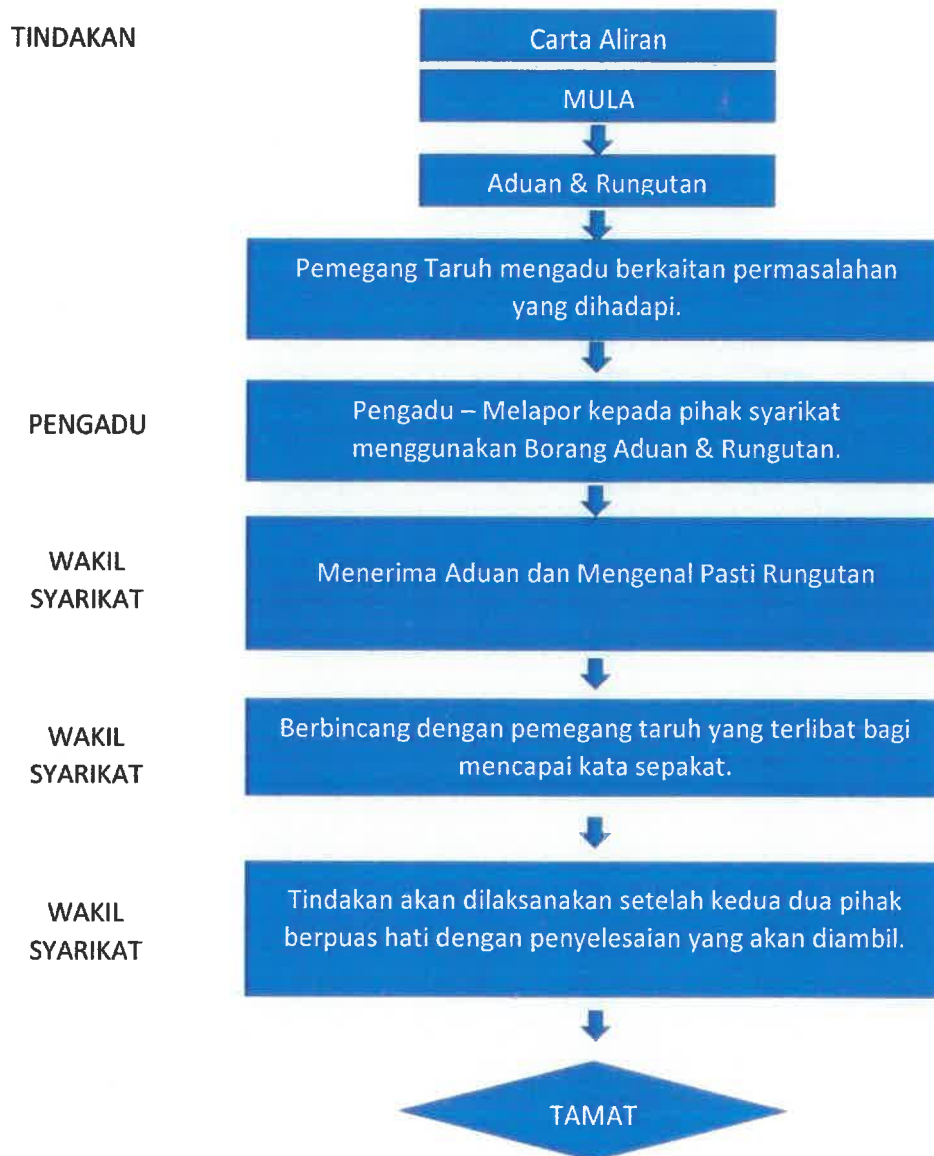 TINDAKAN
Carta Aliran
MULA
Aduan & Rungutan
Pemegang Taruh mengadu berkaitan permasalahan
yang dihadapi.
PENGADU
Pengadu – Melapor kepada pihak syarikat
menggunakan Borang Aduan & Rungutan.
WAKIL
SYARIKAT
Menerima Aduan dan Mengenal Pasti Rungutan
WAKIL
SYARIKAT
Berbincang dengan pemegang taruh yang terlibat bagi
mencapai kata sepakat.
WAKIL
SYARIKAT
Tindakan akan dilaksanakan setelah kedua dua pihak
berpuas hati dengan penyelesaian yang akan diambil.
TAMAT